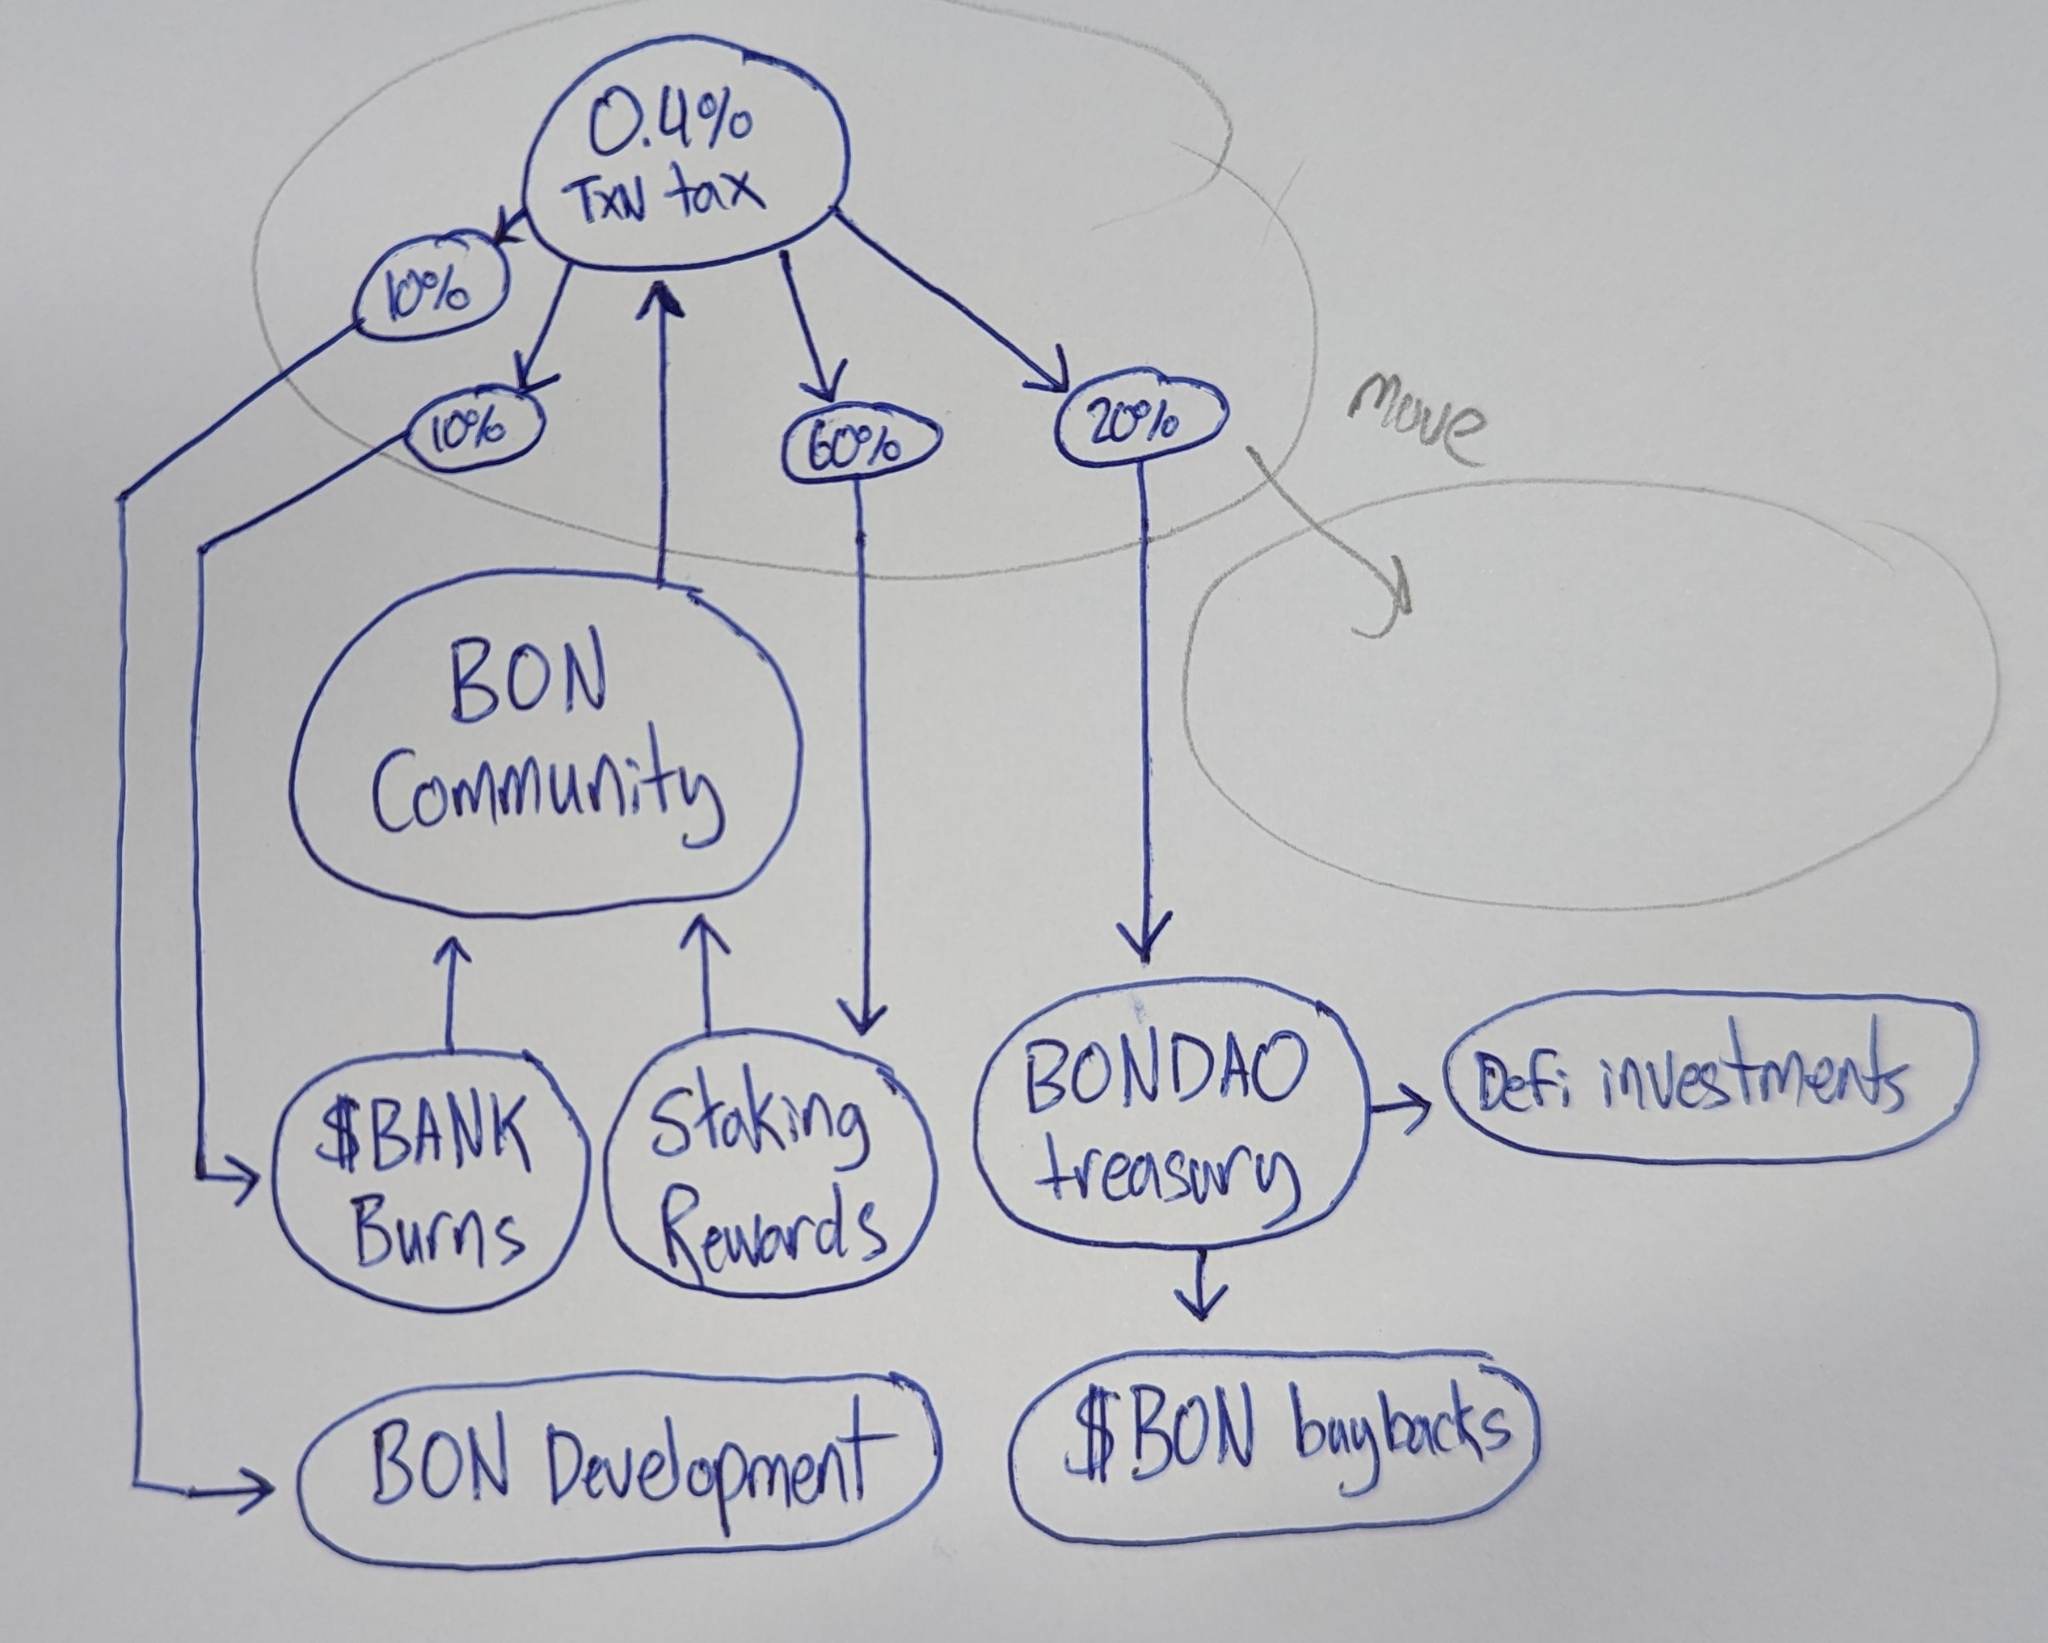 0.4%
TXN tax
10%
10%
60%
20%
move
BON
Community
$BANK
Burns
Staking
Rewards
BONDAO
treasury
Defi investments
BON Development
$BON buybacks